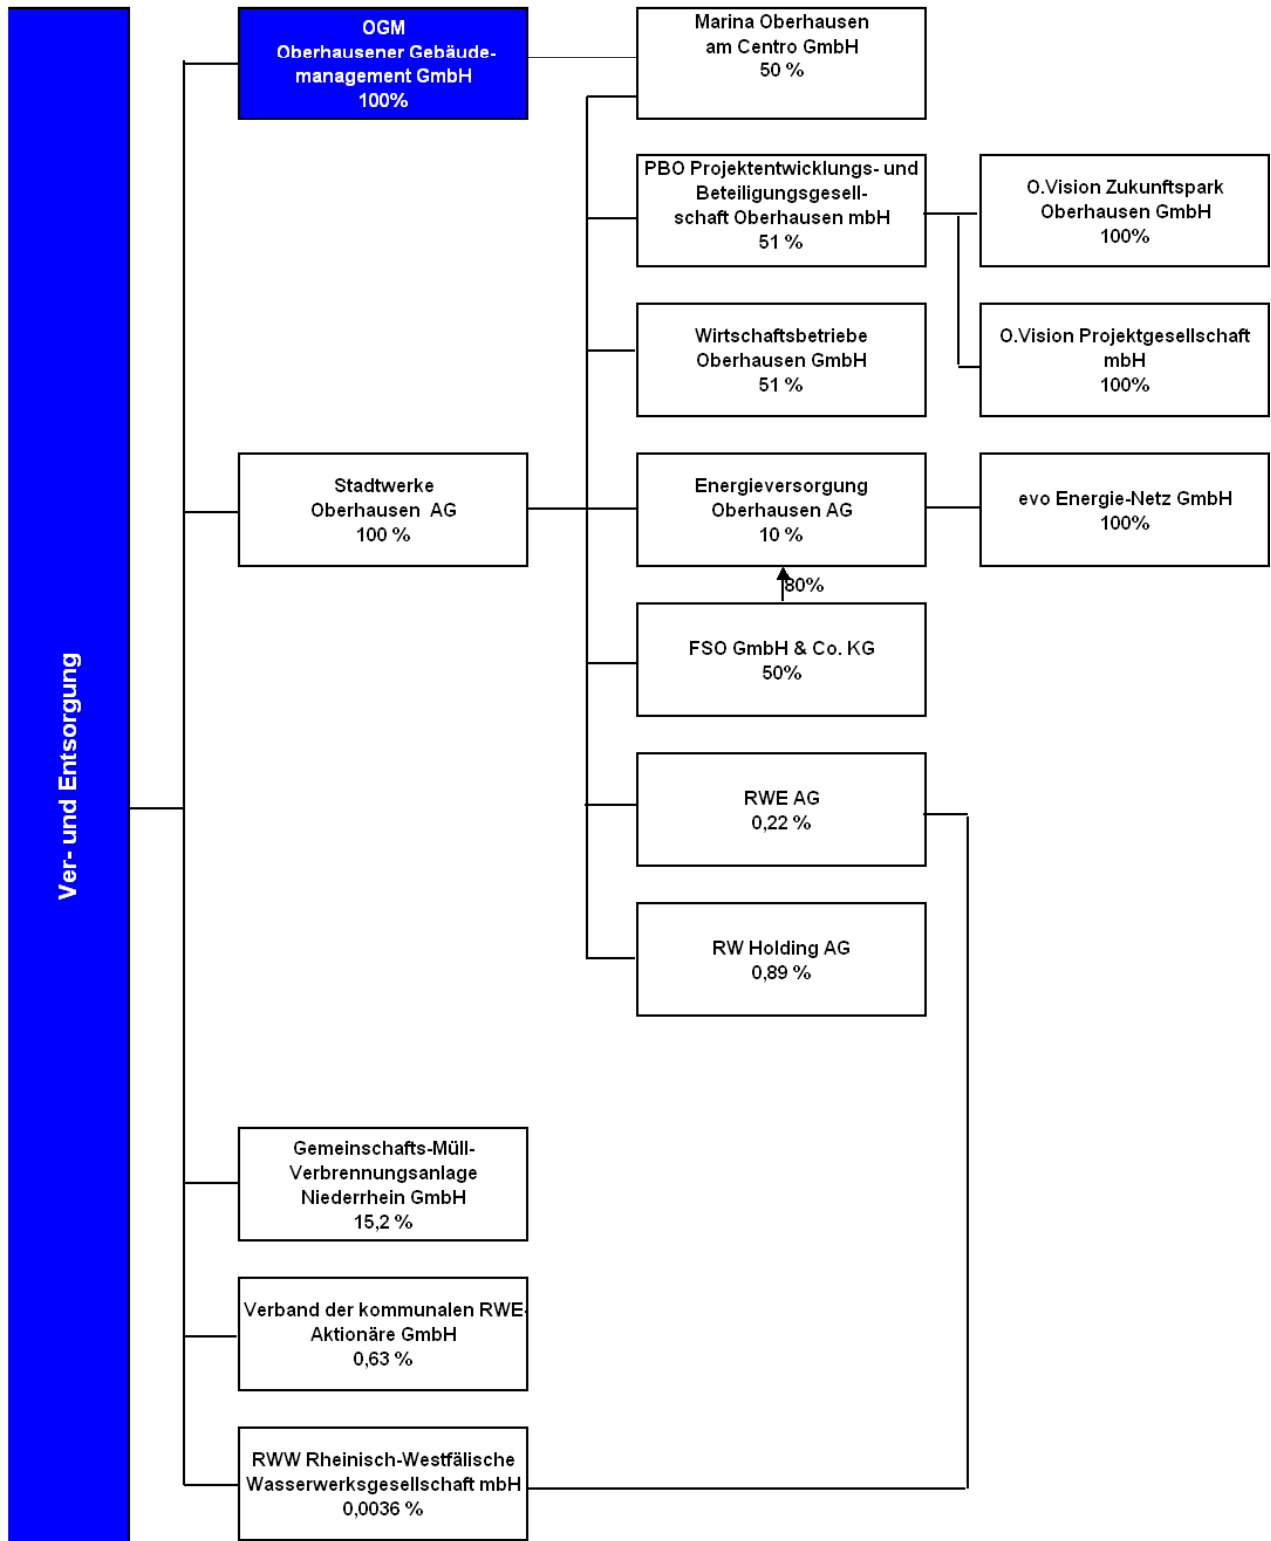 Ver- und Entsorgung
OGM
Oberhausener Gebäude-
management GmbH
100%
Marina Oberhausen
am Centro GmbH
50 %
PBO Projektentwicklungs- und
Beteiligungsgesell-
schaft Oberhausen mbH
51 %
O.Vision Zukunftspark
Oberhausen GmbH
100%
Wirtschaftsbetriebe
Oberhausen GmbH
51 %
O.Vision Projektgesellschaft
mbH
100%
Stadtwerke
Oberhausen AG
100 %
Energieversorgung
Oberhausen AG
10 %
evo Energie-Netz GmbH
100%
80%
FSO GmbH & Co. KG
50%
RWE AG
0,22 %
RW Holding AG
0,89 %
Gemeinschafts-Müll-
Verbrennungsanlage
Niederrhein GmbH
15,2 %
Verband der kommunalen RWE-
Aktionäre GmbH
0,63 %
RWW Rheinisch-Westfälische
Wasserwerksgesellschaft mbH
0,0036 %